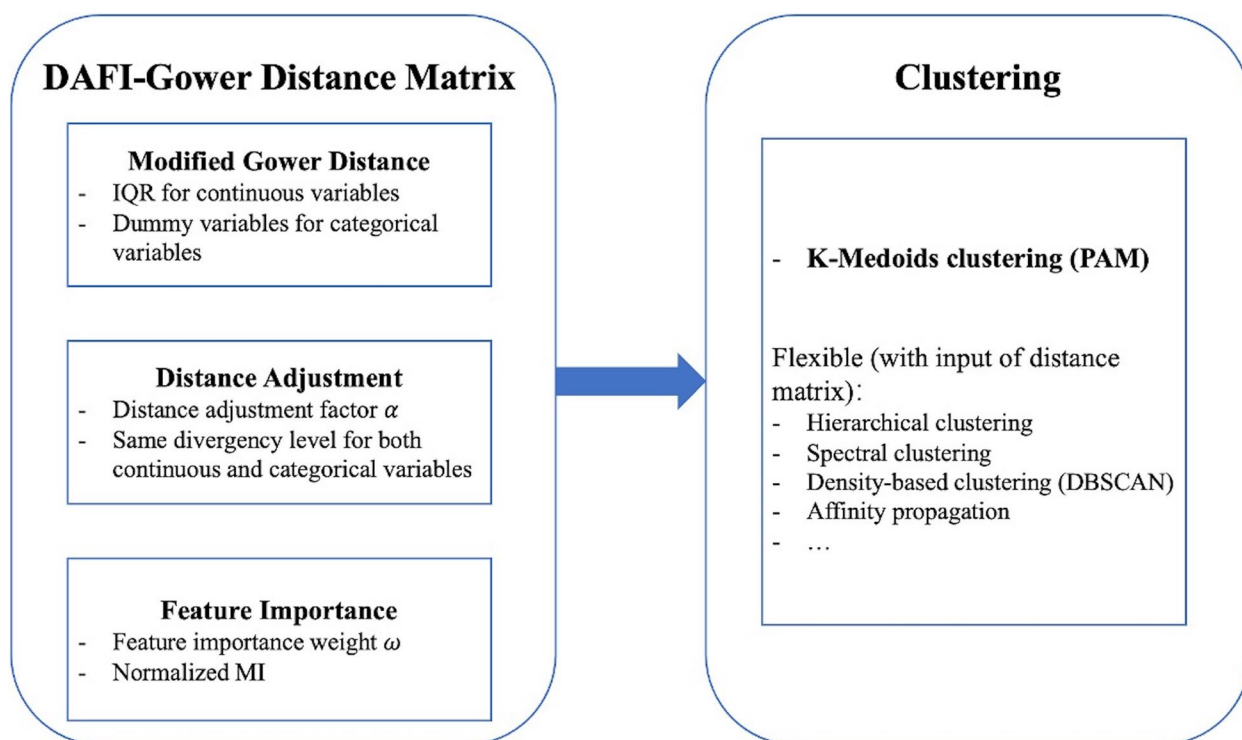 DAFI-Gower Distance Matrix
Modified Gower Distance
- IQR for continuous variables
- Dummy variables for categorical
variables
Distance Adjustment
- Distance adjustment factor α
- Same divergency level for both
continuous and categorical variables
Feature Importance
- Feature importance weight ω
- Normalized MI
Clustering
- K-Medoids clustering (PAM)
Flexible (with input of distance
matrix):
- Hierarchical clustering
- Spectral clustering
- Density-based clustering (DBSCAN)
- Affinity propagation
- …